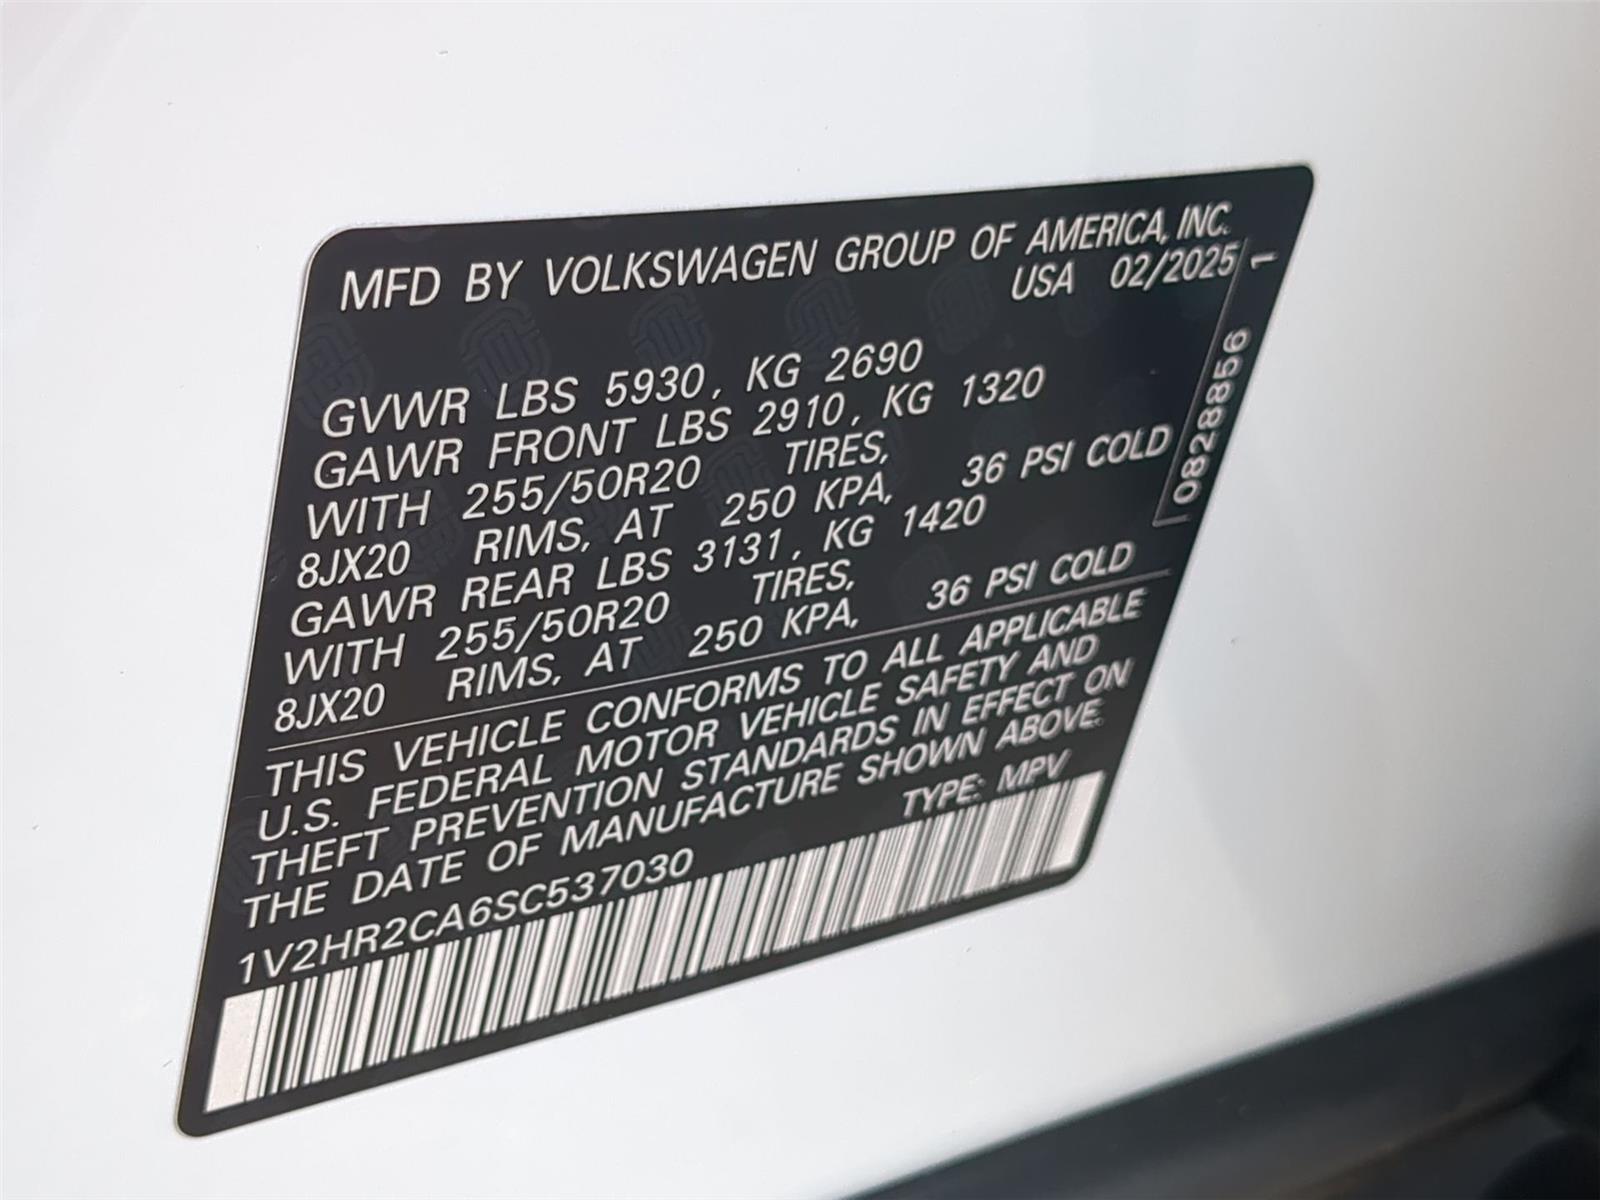 MFD BY VOLKSWAGEN GROUP OF AMERICA, INC.
USA 02/2025
1
0828856
GVWR LBS 5930, KG 2690
GAWR FRONT LBS 2910, KG 1320
WITH 255/50R20 TIRES,
8JX20 RIMS, AT 250 KPA, 36 PSI COLD
GAWR REAR LBS 3131, KG 1420
WITH 255/50R20 TIRES,
8JX20 RIMS, AT 250 KPA, 36 PSI COLD
THIS VEHICLE CONFORMS TO ALL APPLICABLE
U.S. FEDERAL MOTOR VEHICLE SAFETY AND
THEFT PREVENTION STANDARDS IN EFFECT ON
THE DATE OF MANUFACTURE SHOWN ABOVE.
TYPE: MPV
1V2HR2CA6SC537030